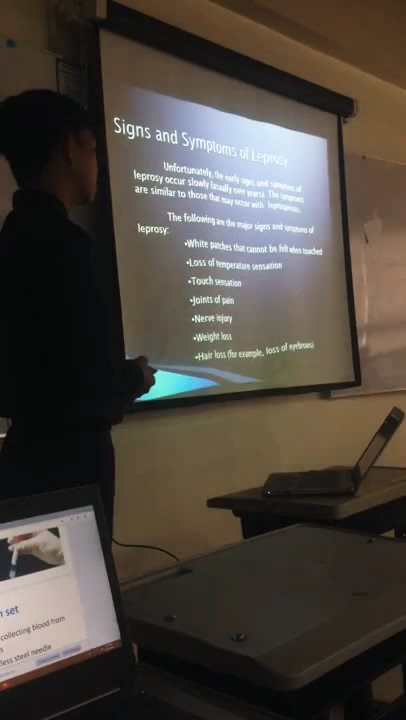 Signs and Symptoms of Leprosy
Unfortunately, the early signs and symptoms of
leprosy occur slowly (usually over years). The symptoms
are similar to those that may occur with leptospirosis.
The following are the major signs and symptoms of
leprosy:
•White patches that cannot be felt when touched
•Loss of temperature sensation
•Touch sensation
•Joints of pain
•Nerve injury
•Weight loss
•Hair loss (for example, loss of eyebrows)
set
collecting blood from
less steel needle